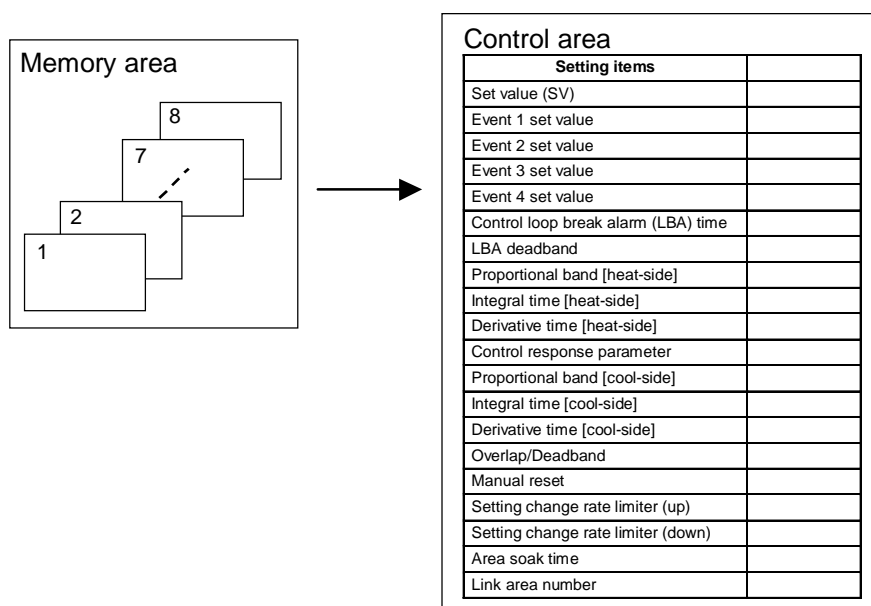 Memory area
8
7
2
1
Control area
Setting items
Set value (SV)
Event 1 set value
Event 2 set value
Event 3 set value
Event 4 set value
Control loop break alarm (LBA) time
LBA deadband
Proportional band [heat-side]
Integral time [heat-side]
Derivative time [heat-side]
Control response parameter
Proportional band [cool-side]
Integral time [cool-side]
Derivative time [cool-side]
Overlap/Deadband
Manual reset
Setting change rate limiter (up)
Setting change rate limiter (down)
Area soak time
Link area number